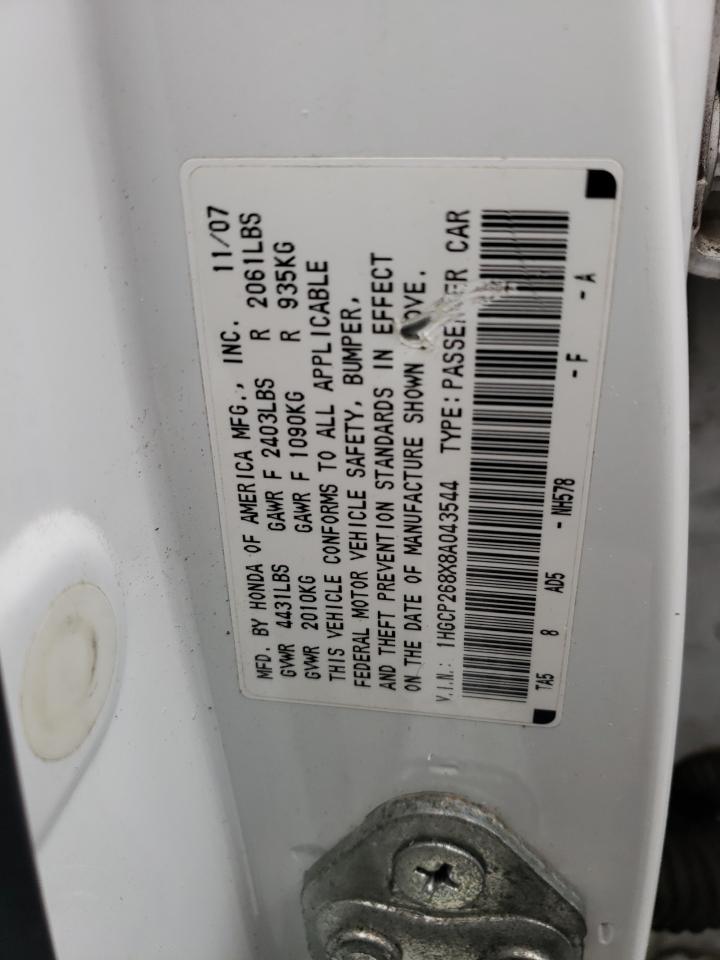 MFD. BY HONDA OF AMERICA MFG., INC. 11/07
GVWR 4431LBS GAWR F 2403LBS R 2061LBS
GVWR 2010KG GAWR F 1090KG R 935KG
THIS VEHICLE CONFORMS TO ALL APPLICABLE
FEDERAL MOTOR VEHICLE SAFETY, BUMPER,
AND THEFT PREVENTION STANDARDS IN EFFECT
ON THE DATE OF MANUFACTURE SHOWN
V.I.N.: 1HGCP268X8A043544 TYPE: CAR
TA5 8 AD5 - NH578 - F - A